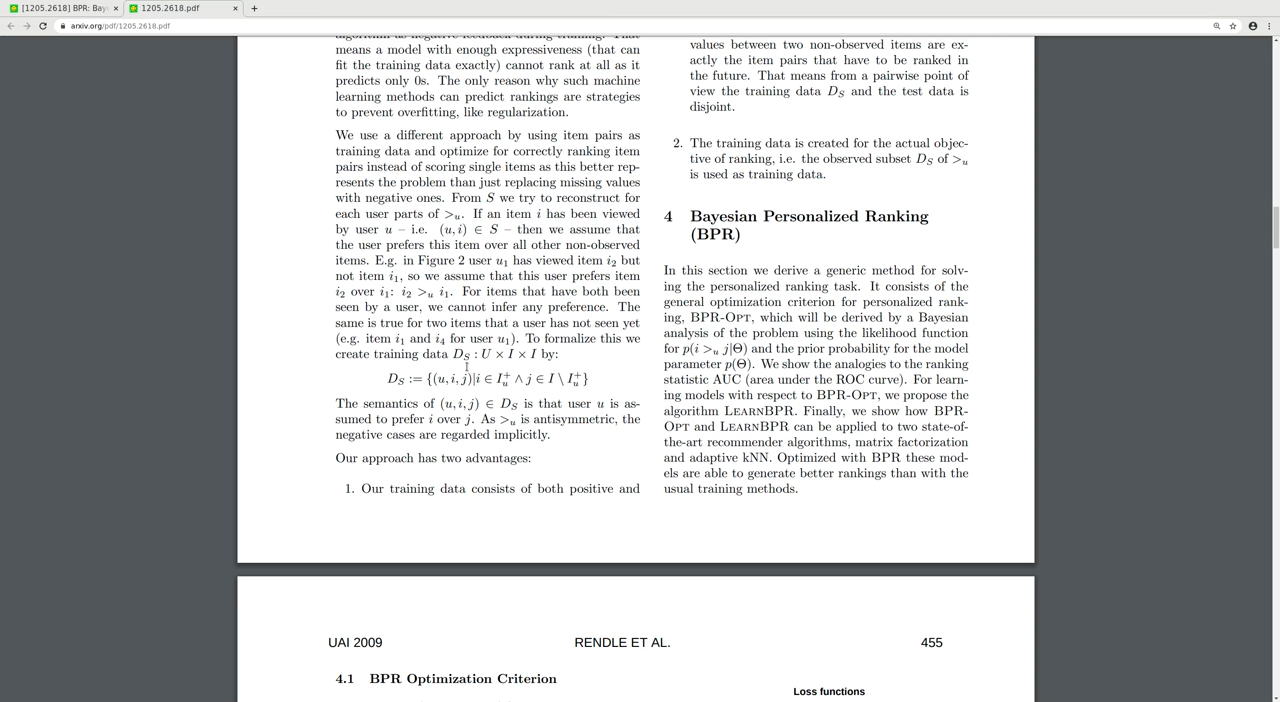 [1205.2618] BPR: Bay
1205.2618.pdf
arxiv.org/pdf/1205.2618.pdf
algorithm as negative feedback during training. That
means a model with enough expressiveness (that can
fit the training data exactly) cannot rank at all as it
predicts only 0s. The only reason why such machine
learning methods can predict rankings are strategies
to prevent overfitting, like regularization.
We use a different approach by using item pairs as
training data and optimize for correctly ranking item
pairs instead of scoring single items as this better rep-
resents the problem than just replacing missing values
with negative ones. From S we try to reconstruct for
each user parts of >u. If an item i has been viewed
by user u – i.e. (u, i) ∈ S – then we assume that
the user prefers this item over all other non-observed
items. E.g. in Figure 2 user u1 has viewed item i2 but
not item i1, so we assume that this user prefers item
i2 over i1: i2 >u i1. For items that have both been
seen by a user, we cannot infer any preference. The
same is true for two items that a user has not seen yet
(e.g. item i1 and i4 for user u1). To formalize this we
create training data DS : U × I × I by:
DS := {(u, i, j)|i ∈ Iu+ ∧ j ∈ I \ Iu+}
The semantics of (u, i, j) ∈ DS is that user u is as-
sumed to prefer i over j. As >u is antisymmetric, the
negative cases are regarded implicitly.
Our approach has two advantages:
1. Our training data consists of both positive and
values between two non-observed items are ex-
actly the item pairs that have to be ranked in
the future. That means from a pairwise point of
view the training data DS and the test data is
disjoint.
2. The training data is created for the actual objec-
tive of ranking, i.e. the observed subset DS of >u
is used as training data.
4 Bayesian Personalized Ranking
(BPR)
In this section we derive a generic method for solv-
ing the personalized ranking task. It consists of the
general optimization criterion for personalized rank-
ing, BPR-OPT, which will be derived by a Bayesian
analysis of the problem using the likelihood function
for p(i >u j|Θ) and the prior probability for the model
parameter p(Θ). We show the analogies to the ranking
statistic AUC (area under the ROC curve). For learn-
ing models with respect to BPR-OPT, we propose the
algorithm LEARNBPR. Finally, we show how BPR-
OPT and LEARNBPR can be applied to two state-of-
the-art recommender algorithms, matrix factorization
and adaptive kNN. Optimized with BPR these mod-
els are able to generate better rankings than with the
usual training methods.
UAI 2009
RENDLE ET AL.
455
4.1 BPR Optimization Criterion
Loss functions